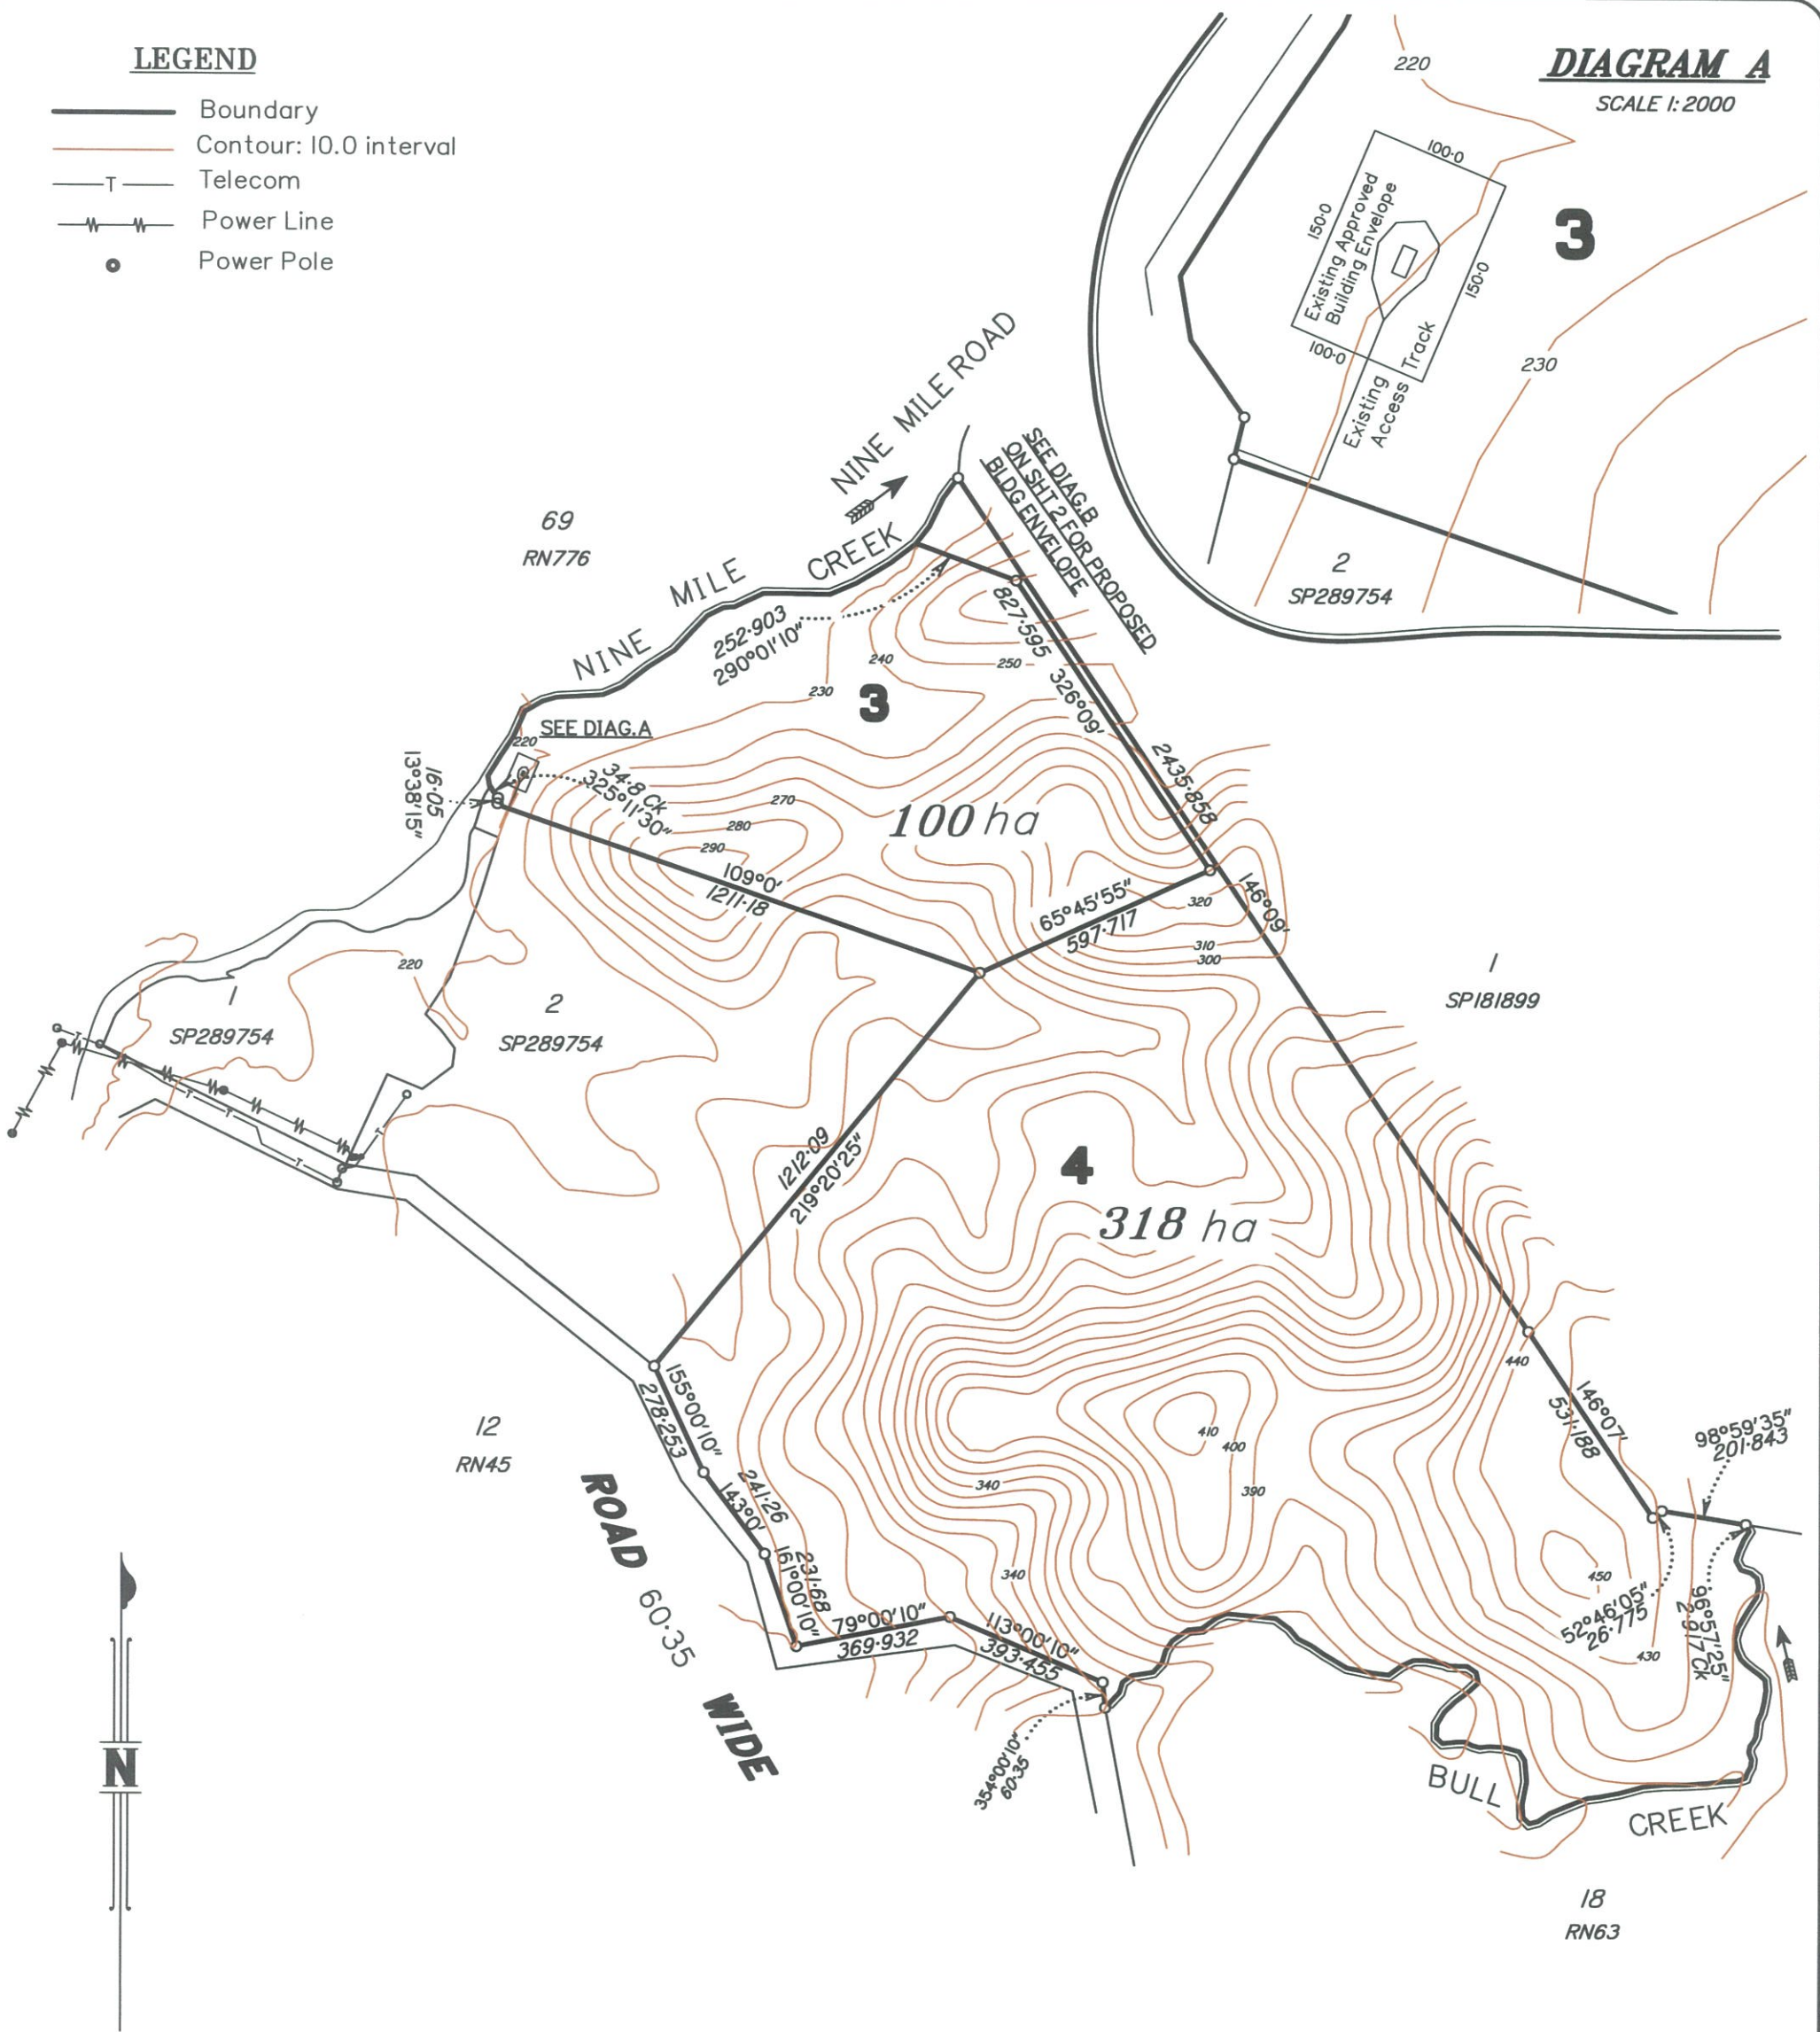 LEGEND
Boundary
Contour: 10.0 interval
T
Telecom
Power Line
Power Pole
DIAGRAM A
SCALE 1:2000
220
100·0
150·0
Existing Approved
Building Envelope
3
150·0
100·0
230
Existing
Access Track
2
SP289754
NINE MILE ROAD
SEE DIAG.B
ON SHT 2 FOR PROPOSED
BLDG ENVELOPE
69
RN776
NINE MILE CREEK
252·903
290°01'10"
827·595
326°09'
240
250
230
3
SEE DIAG.A
220
2435·858
16·05
13°38'15"
34·8 Ck
325°11'30"
270
280
290
100 ha
109°0'
1211·18
65°45'55"
597·717
320
310
300
146°09'
220
1
SP289754
2
SP289754
1
SP181899
T
T
T
T
T
1212·09
219°20'25"
4
318 ha
155°00'10"
278·253
440
146°07'
531·188
98°59'35"
201·843
12
RN45
410
400
390
340
241·26
143°0'
ROAD 60·35 WIDE
231·68
161°00'10"
340
450
79°00'10"
369·932
113°00'10"
393·455
52°46'05"
26·775
96°57'25"
2·917 Ck
430
354°00'10"
60·35
N
BULL CREEK
18
RN63